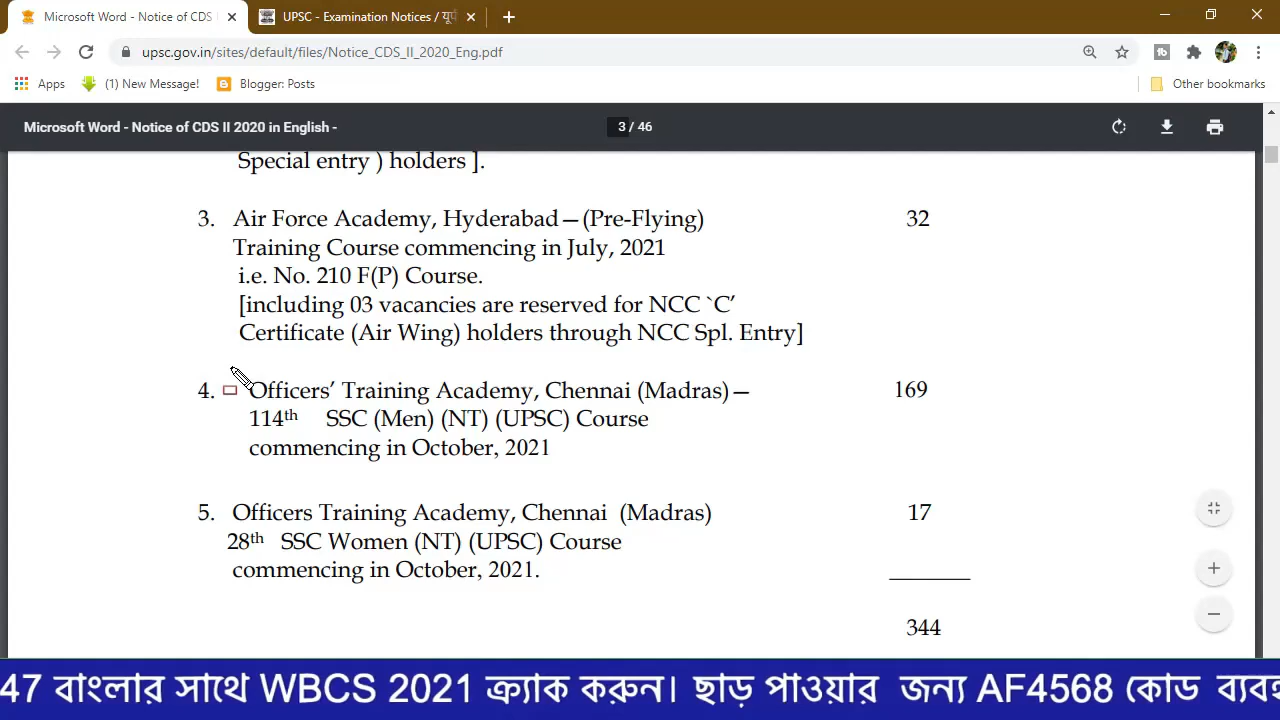 Microsoft Word - Notice of CDS I
UPSC - Examination Notices / यूपी
upsc.gov.in/sites/default/files/Notice_CDS_II_2020_Eng.pdf
Apps
(1) New Message!
Blogger: Posts
Other bookmarks
Microsoft Word - Notice of CDS II 2020 in English -
3 / 46
Special entry ) holders ].
3. Air Force Academy, Hyderabad—(Pre-Flying) 32
Training Course commencing in July, 2021
i.e. No. 210 F(P) Course.
[including 03 vacancies are reserved for NCC `C’
Certificate (Air Wing) holders through NCC Spl. Entry]
4. Officers’ Training Academy, Chennai (Madras)— 169
114th SSC (Men) (NT) (UPSC) Course
commencing in October, 2021
5. Officers Training Academy, Chennai (Madras) 17
28th SSC Women (NT) (UPSC) Course
commencing in October, 2021.
344
47 বাংলার সাথে WBCS 2021 ক্র্যাক করুন। ছাড় পাওয়ার জন্য AF4568 কোড